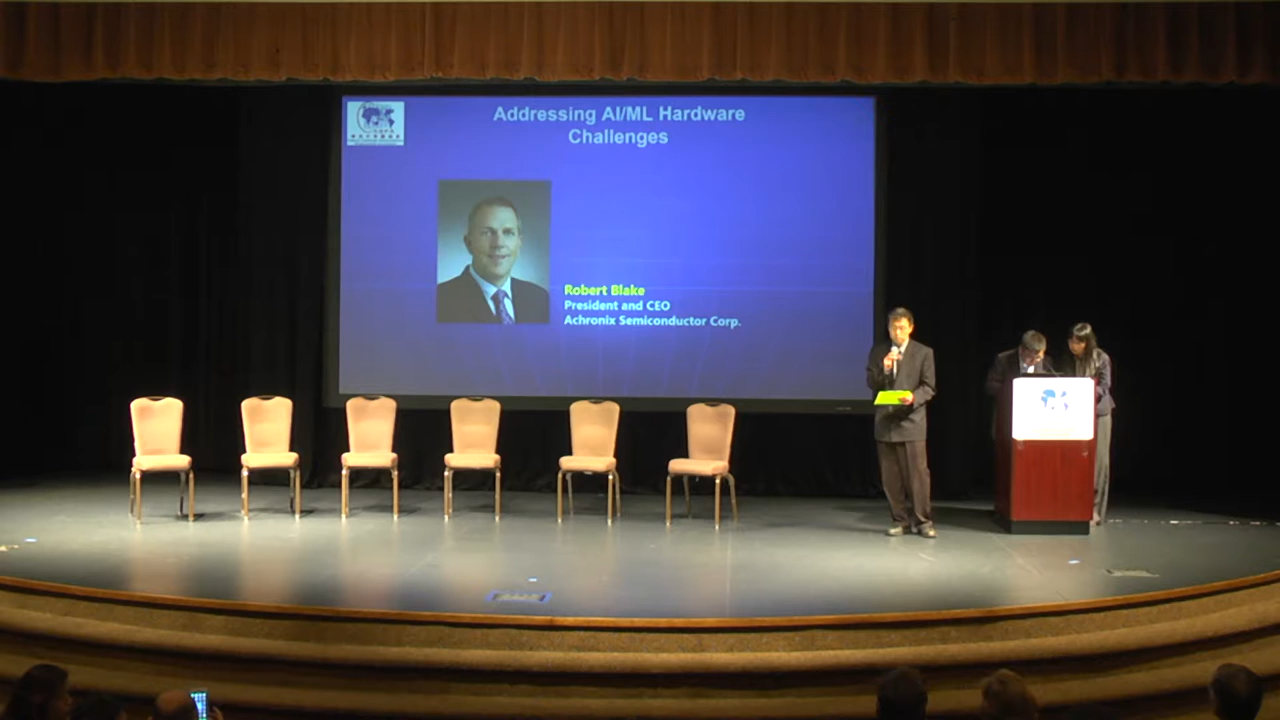 Addressing AI/ML Hardware
Challenges
Robert Blake
President and CEO
Achronix Semiconductor Corp.